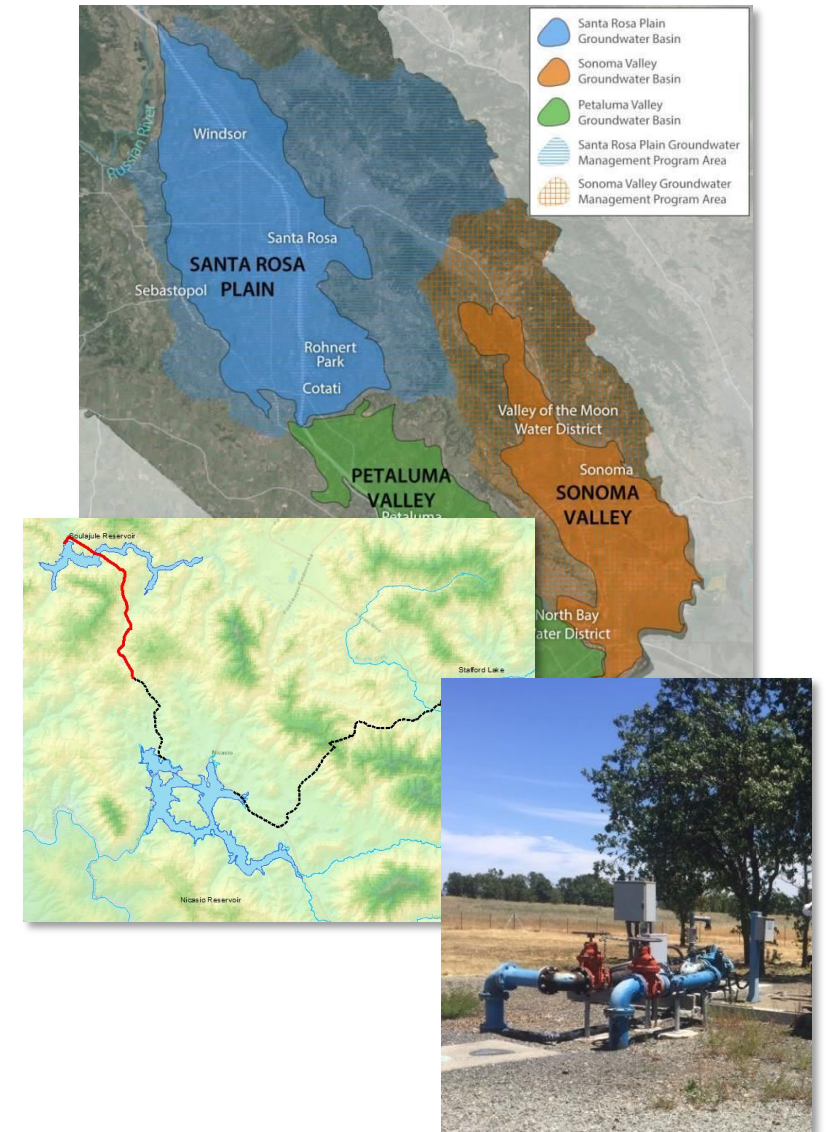 Santa Rosa Plain
Groundwater Basin
Sonoma Valley
Groundwater Basin
Petaluma Valley
Groundwater Basin
Santa Rosa Plain Groundwater
Management Program Area
Sonoma Valley Groundwater
Management Program Area
Russian River
Windsor
Santa Rosa
SANTA ROSA
PLAIN
Sebastopol
Rohnert
Park
Cotati
Valley of the Moon
Water District
PETALUMA
VALLEY
Petaluma
Sonoma
SONOMA
VALLEY
North Bay
ater District
Soulajule Reservoir
Stafford Lake
Nicasio
Nicasio Reservoir